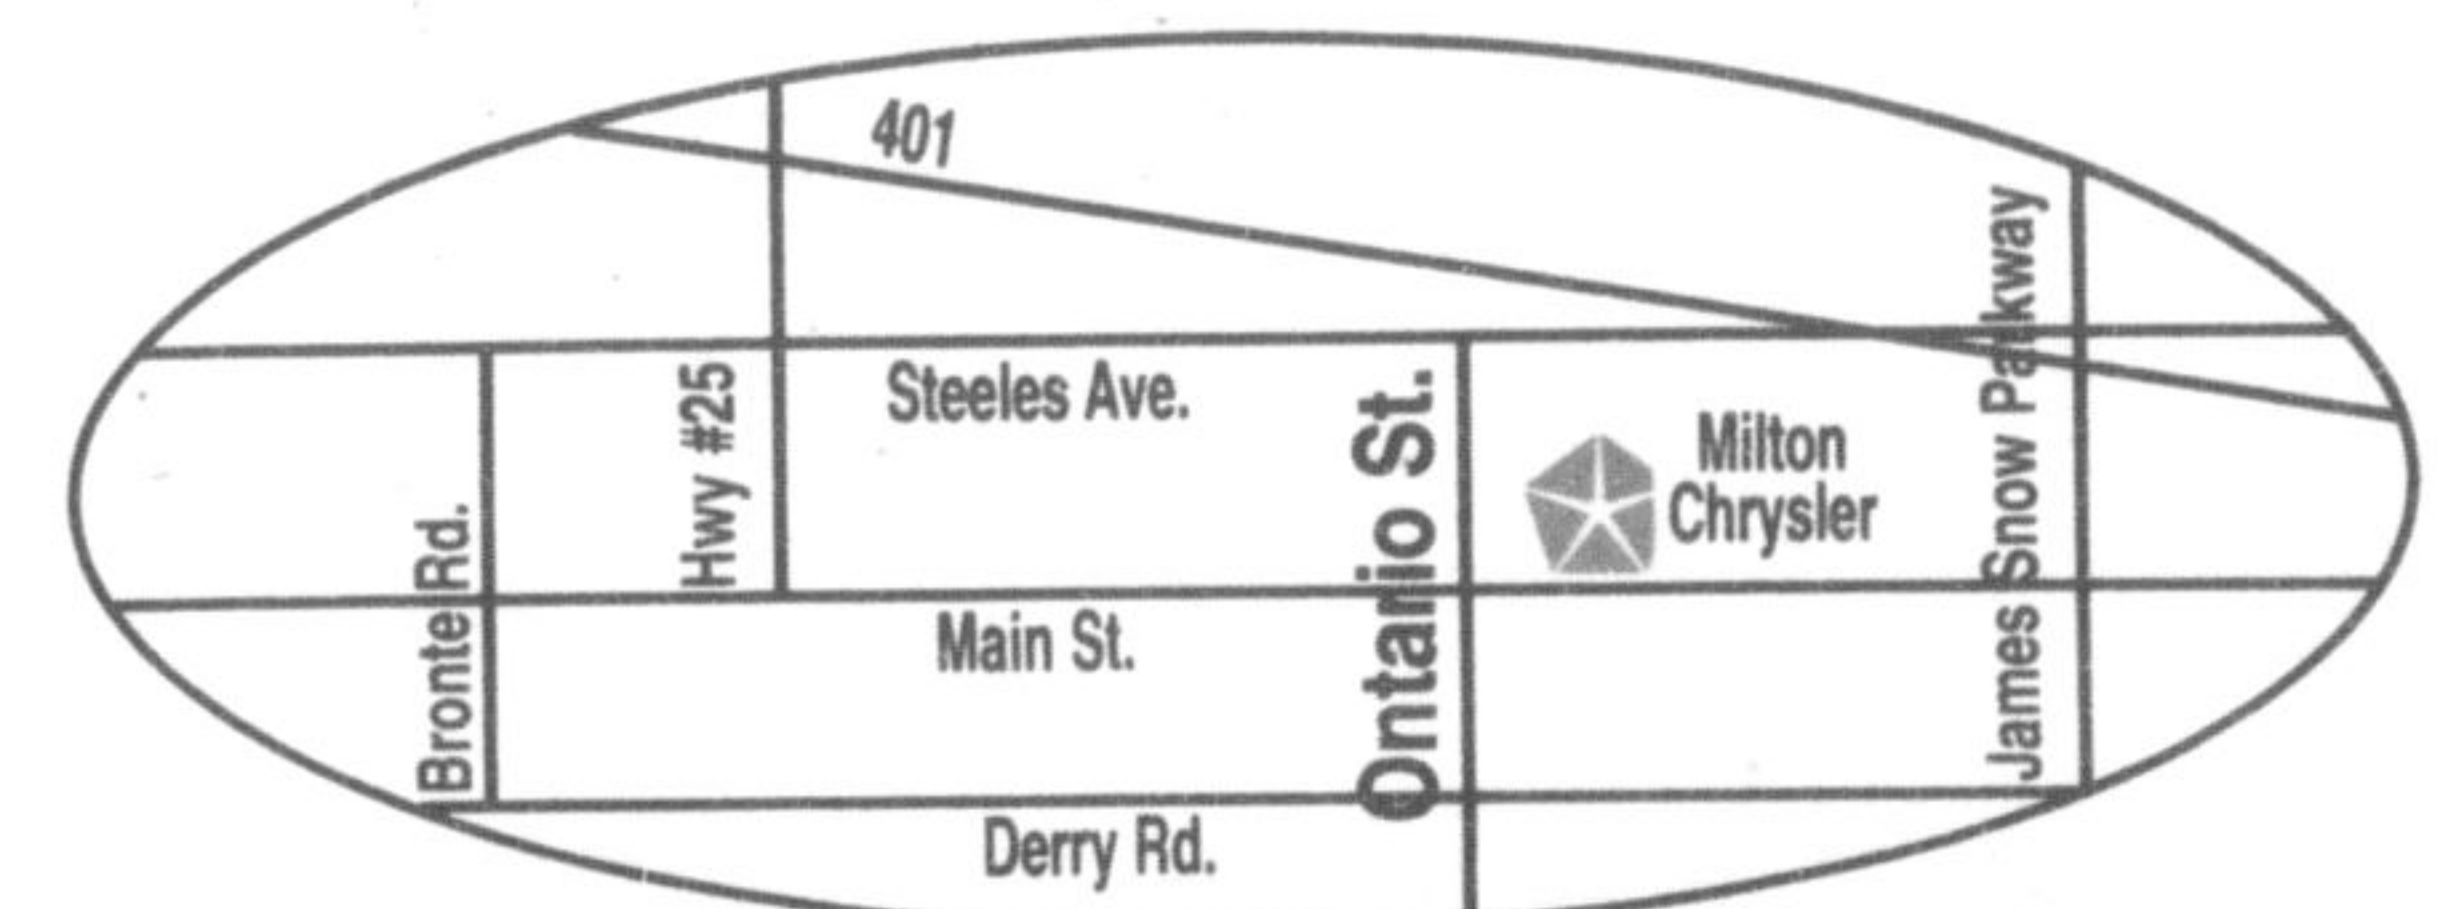 401
Steeles Ave.
Hwy #25
Ontario St.
Milton
Chrysler
James Snow Parkway
Bronte Rd.
Main St.
Derry Rd.